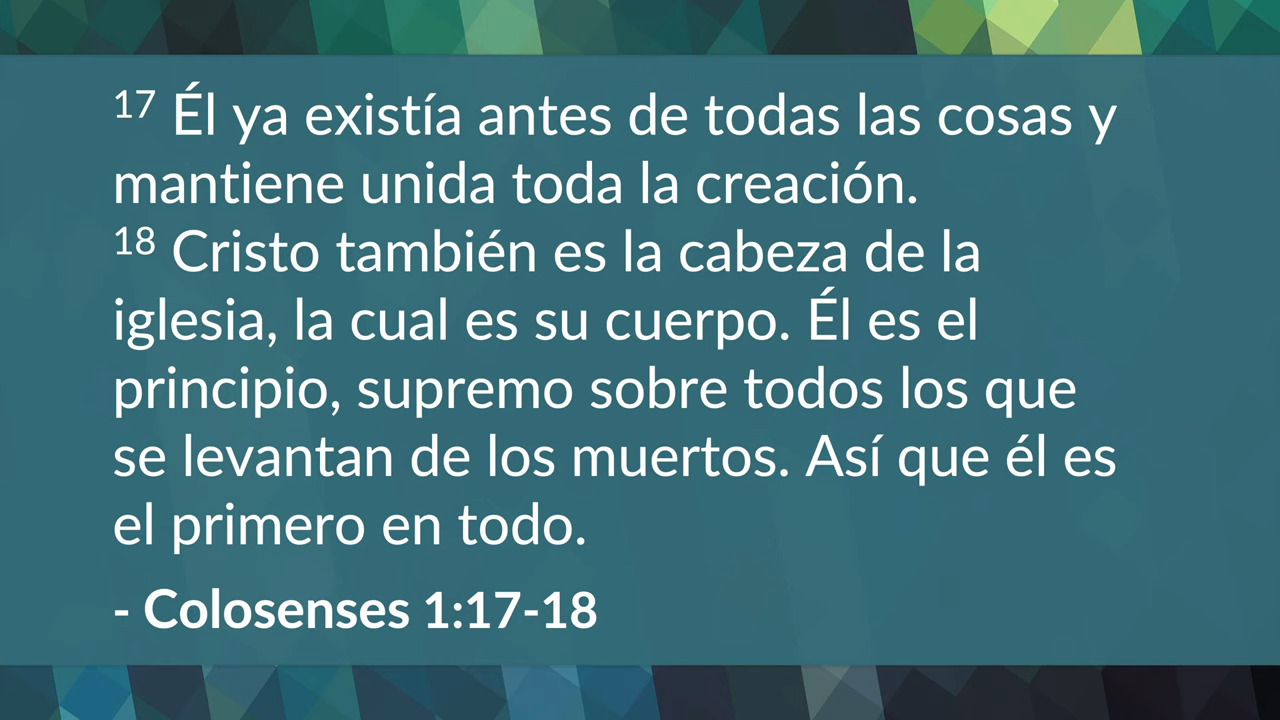 17 Él ya existía antes de todas las cosas y
mantiene unida toda la creación.
18 Cristo también es la cabeza de la
iglesia, la cual es su cuerpo. Él es el
principio, supremo sobre todos los que
se levantan de los muertos. Así que él es
el primero en todo.
- Colosenses 1:17-18